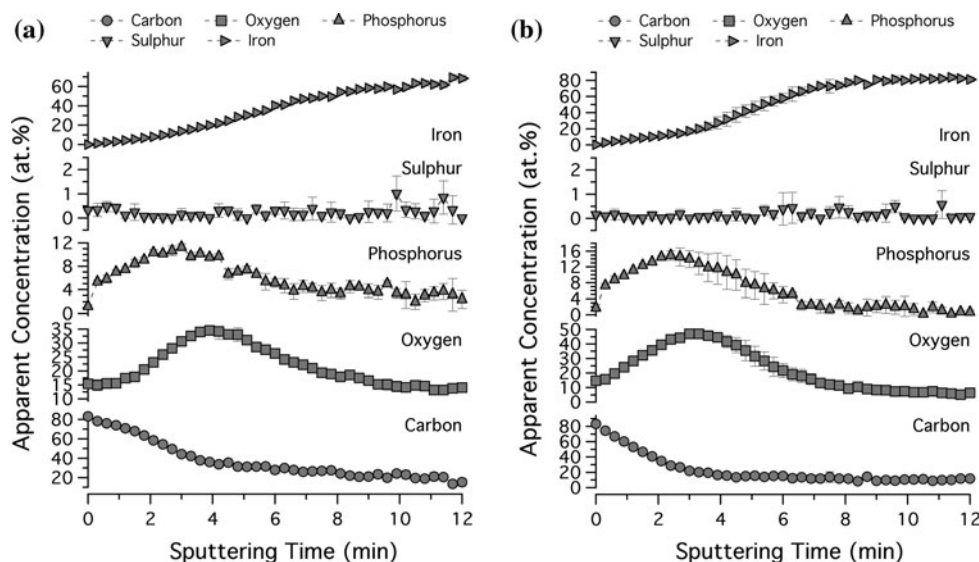 (a)
Carbon Oxygen Phosphorus
Sulphur Iron
Apparent Concentration (at.%)
60
40
20
0
Iron
2
1
0
Sulphur
12
8
4
0
Phosphorus
35
30
25
20
15
10
Oxygen
80
60
40
20
Carbon
0 2 4 6 8 10 12
Sputtering Time (min)
(b)
Carbon Oxygen Phosphorus
Sulphur Iron
Apparent Concentration (at.%)
80
60
40
20
0
Iron
2
1
0
Sulphur
16
12
8
4
0
Phosphorus
50
40
30
20
10
0
Oxygen
80
60
40
20
0
Carbon
0 2 4 6 8 10 12
Sputtering Time (min)